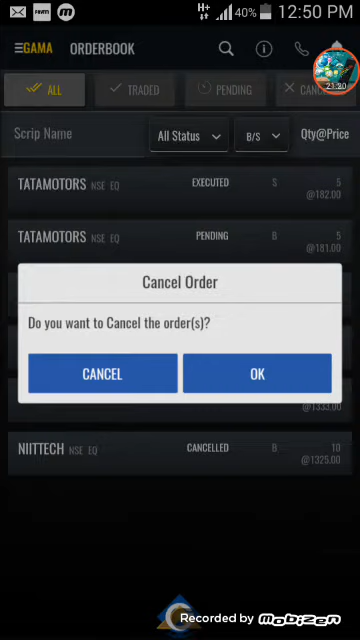 Paytm
H+
40%
12:50 PM
GAMA ORDERBOOK
21:20
ALL
TRADED
PENDING
Scrip Name
All Status
B/S
Qty@Price
TATAMOTORS NSE EQ EXECUTED S 5
@182.00
TATAMOTORS NSE EQ PENDING B 5
@181.00
Cancel Order
Do you want to Cancel the order(s)?
CANCEL
OK
@1333.00
NIITTECH NSE EQ CANCELLED B 10
@1325.00
Recorded by mobizen